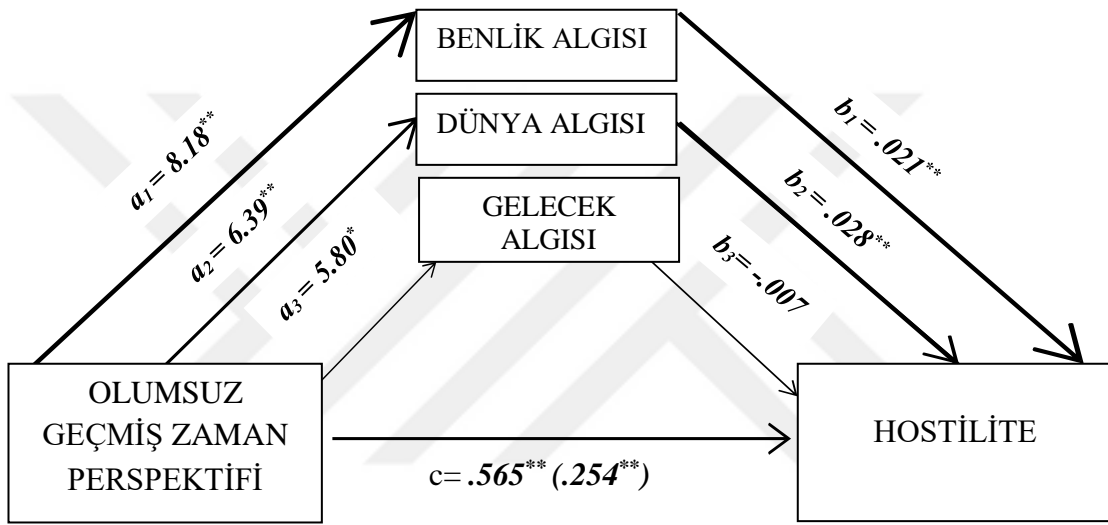 BENLİK ALGISI
DÜNYA ALGISI
GELECEK
ALGISI
a1 = 8.18**
a2 = 6.39**
a3 = 5.80*
b1 = .021**
b2 = .028**
b3= -.007
OLUMSUZ
GEÇMİŞ ZAMAN
PERSPEKTİFİ
HOSTİLİTE
c= .565** (.254**)